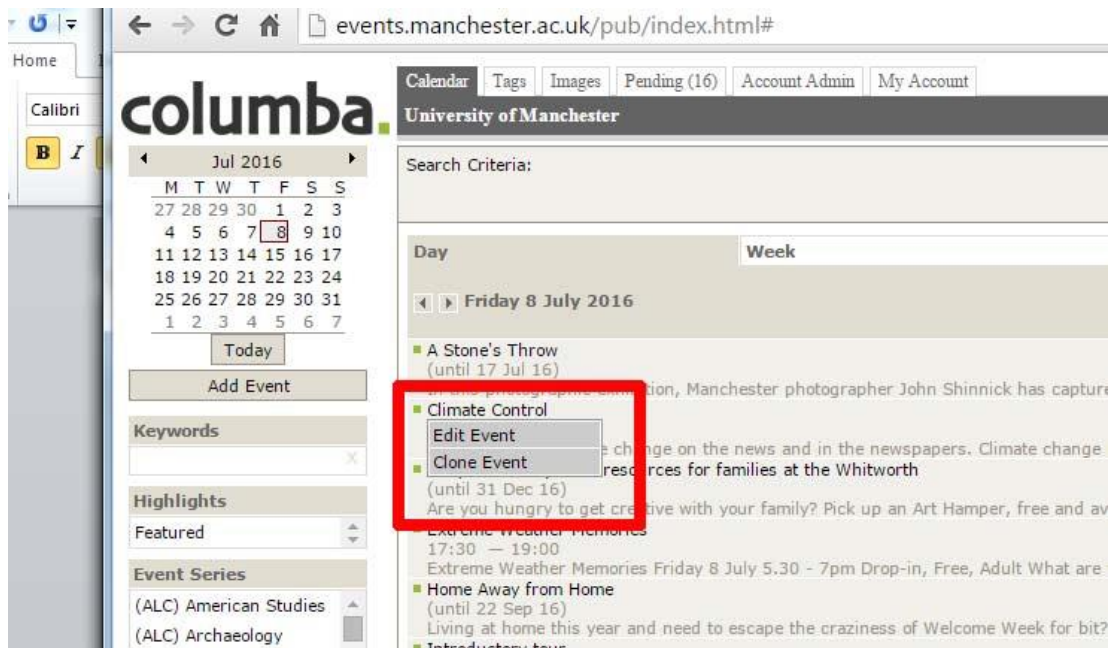 Home
Calibri
B I
events.manchester.ac.uk/pub/index.html#
columba.
Calendar Tags Images Pending (16) Account Admin My Account
University of Manchester
Jul 2016
M T W T F S S
27 28 29 30 1 2 3
4 5 6 7 8 9 10
11 12 13 14 15 16 17
18 19 20 21 22 23 24
25 26 27 28 29 30 31
1 2 3 4 5 6 7
Today
Add Event
Keywords
X
Highlights
Featured
Event Series
(ALC) American Studies
(ALC) Archaeology
Search Criteria:
Day Week
Friday 8 July 2016
A Stone's Throw
(until 17 Jul 16)
In this photographic exhibition, Manchester photographer John Shinnick has capture
Climate Control
Edit Event
Clone Event
change on the news and in the newspapers. Climate change
resources for families at the Whitworth
(until 31 Dec 16)
Are you hungry to get creative with your family? Pick up an Art Hamper, free and av
Extreme Weather Memories
17:30 — 19:00
Extreme Weather Memories Friday 8 July 5.30 - 7pm Drop-in, Free, Adult What are
Home Away from Home
(until 22 Sep 16)
Living at home this year and need to escape the craziness of Welcome Week for bit?
Introductory tour